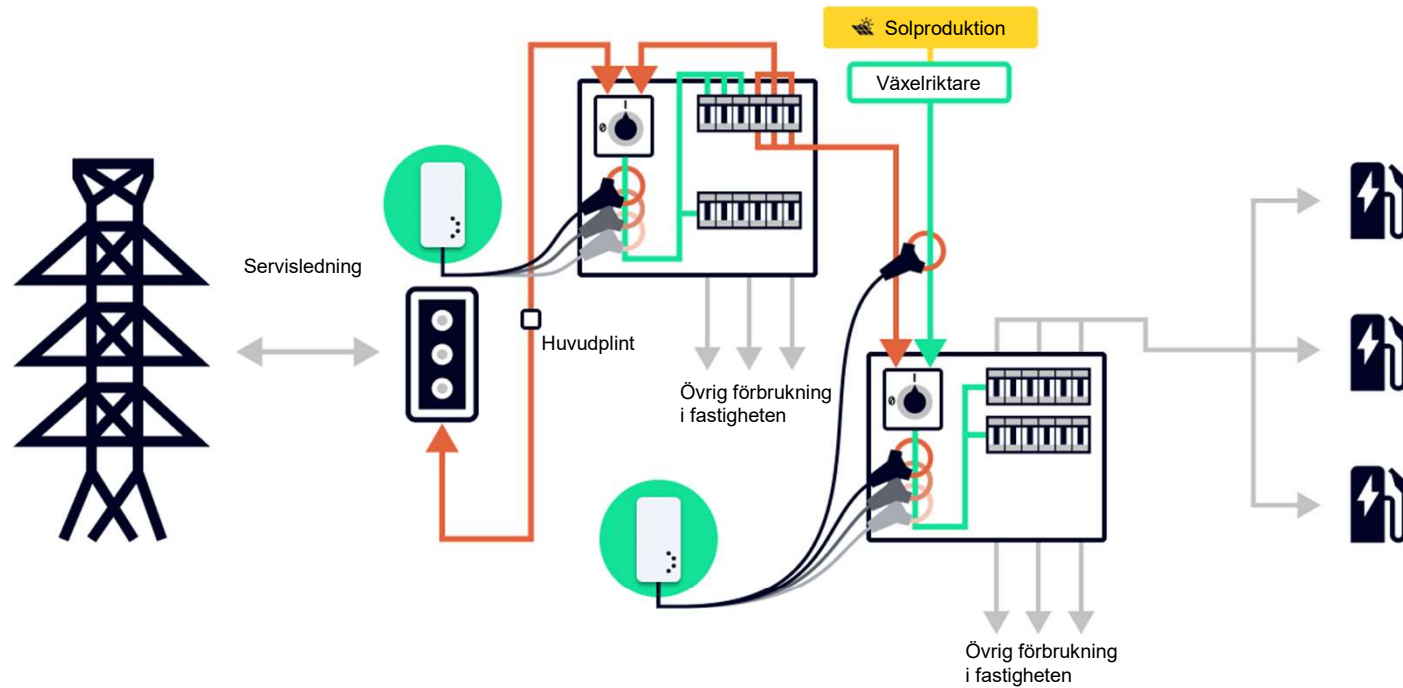 Solproduktion
Växelriktare
Servisledning
Huvudplint
Övrig förbrukning
i fastigheten
Övrig förbrukning
i fastigheten